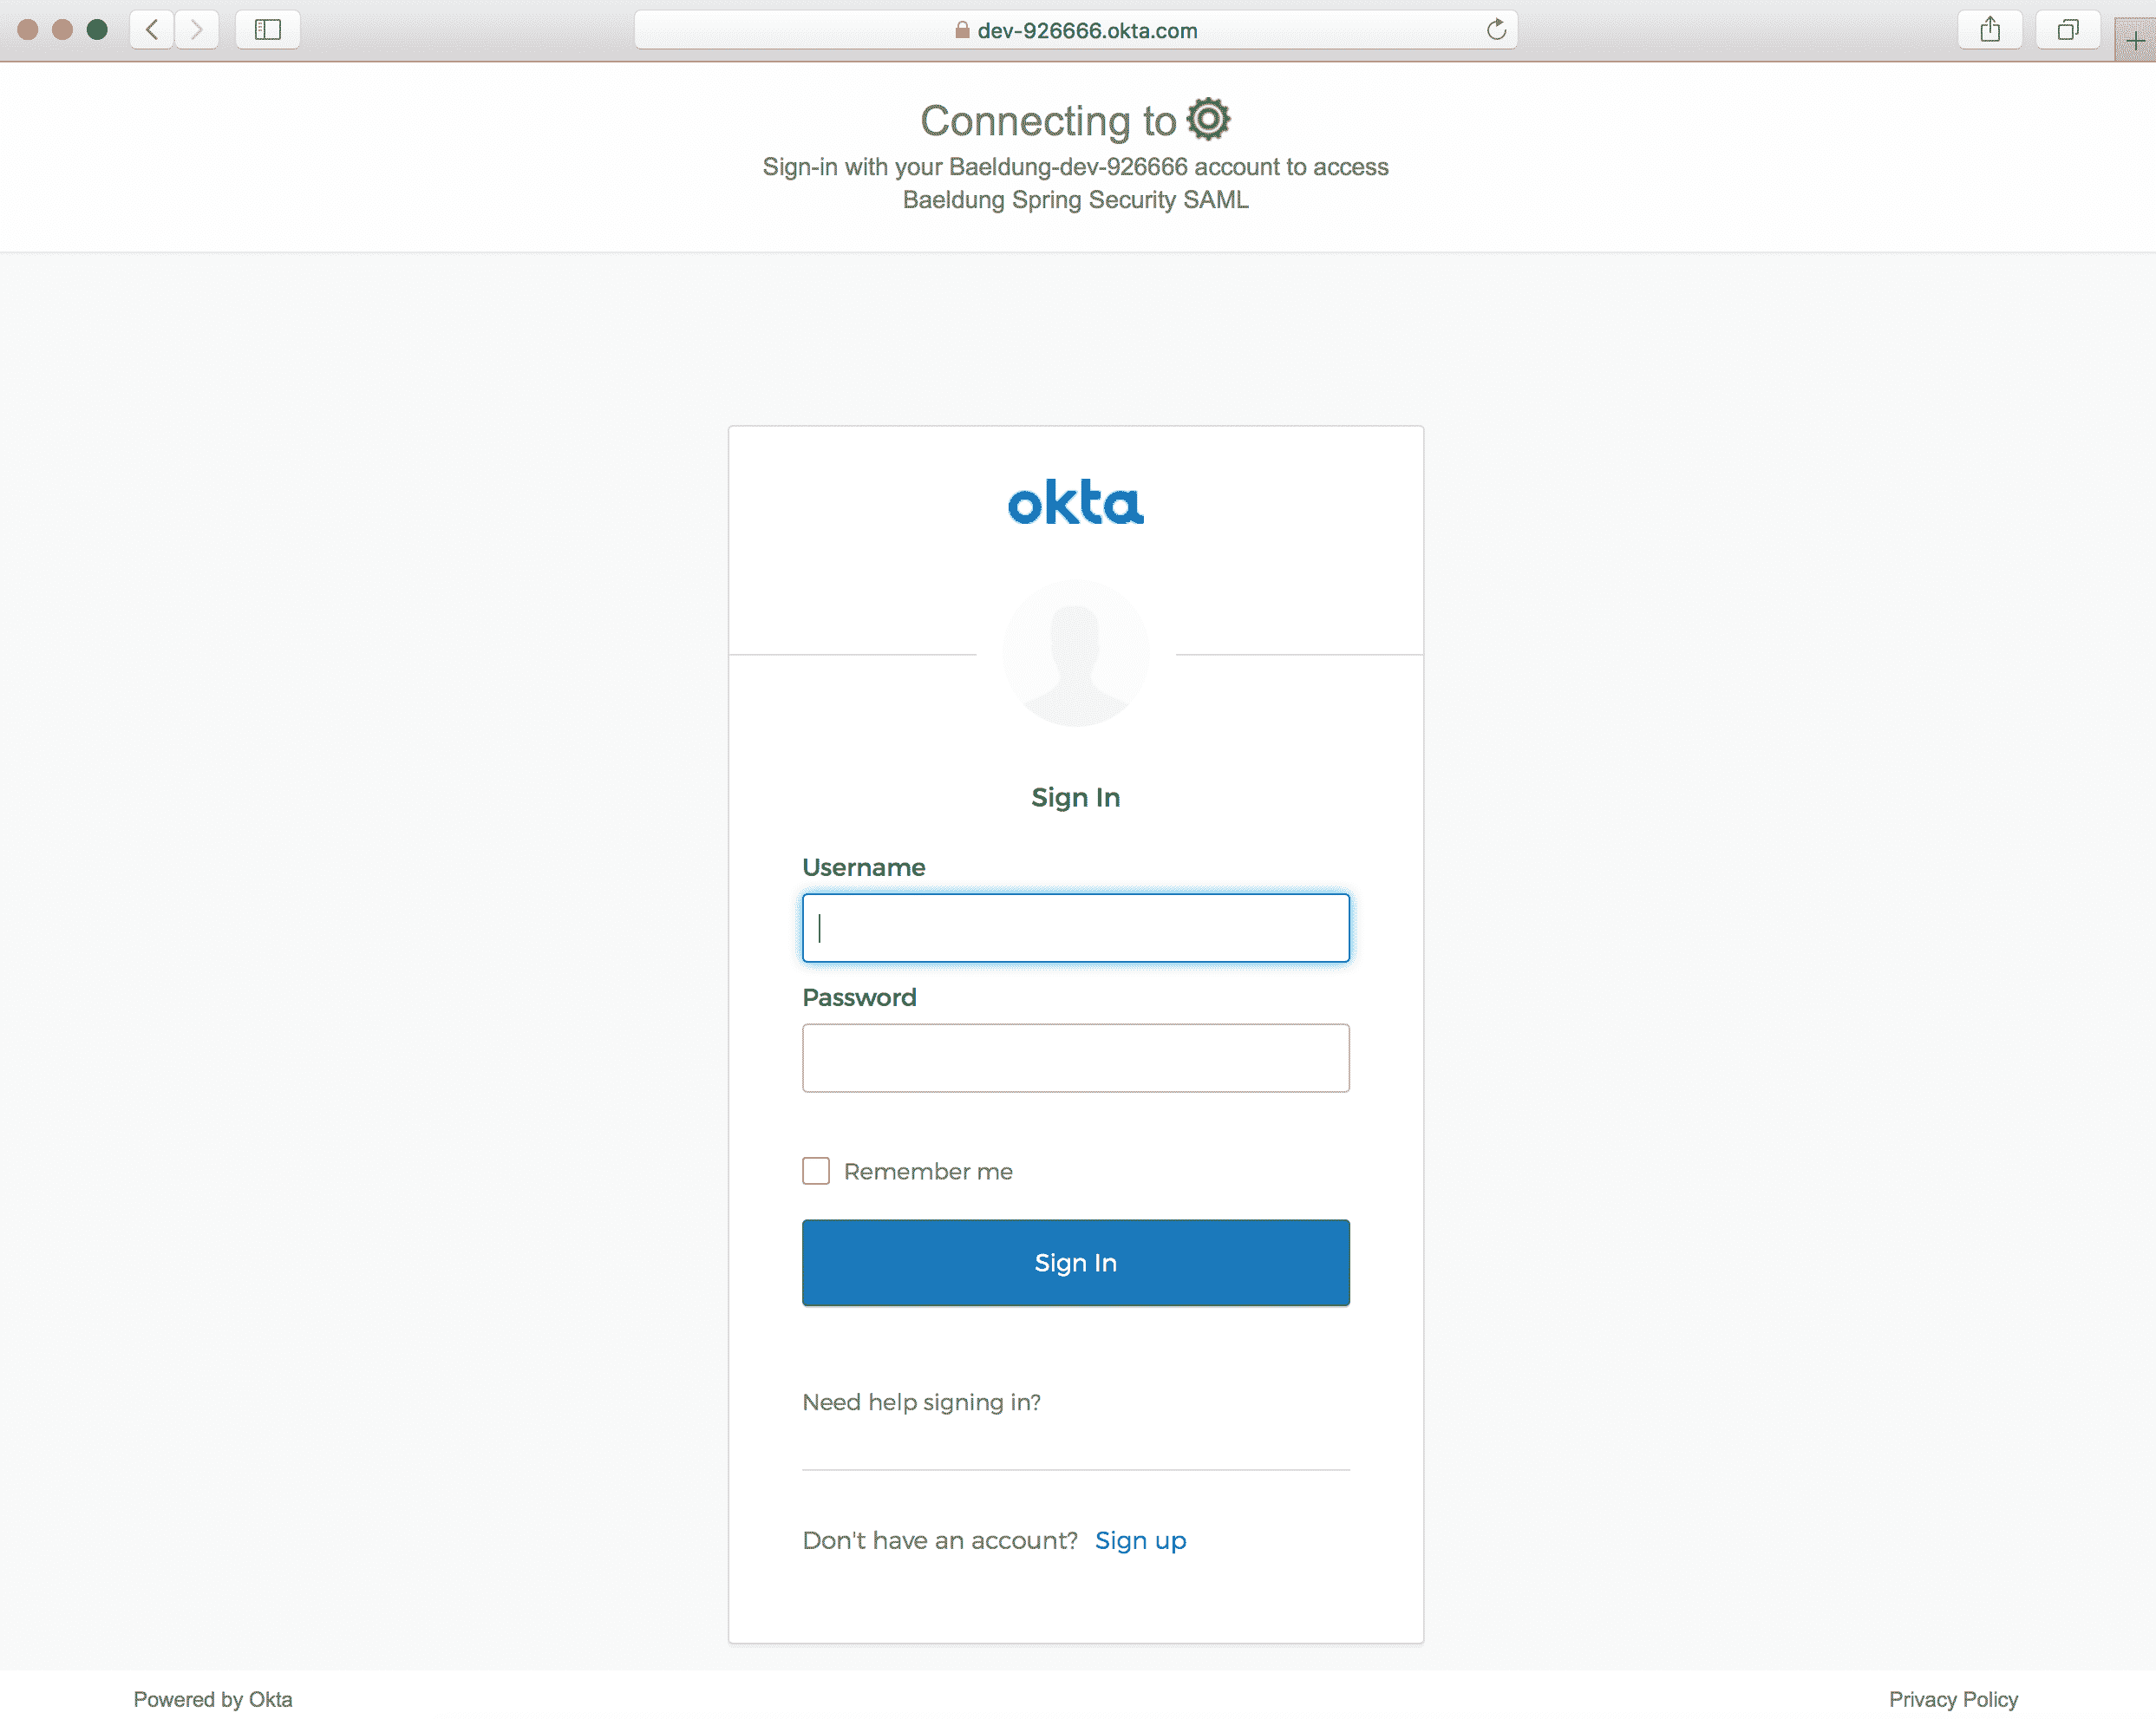 dev-926666.okta.com
Connecting to
Sign-in with your Baeldung-dev-926666 account to access
Baeldung Spring Security SAML
okta
Sign In
Username
Password
Remember me
Sign In
Need help signing in?
Don't have an account? Sign up
Powered by Okta
Privacy Policy